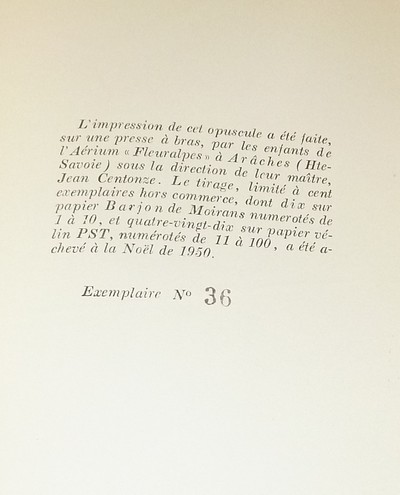 L'impression de cet opuscule a été faite,
sur une presse à bras, par les enfants de
l'Aérium « Fleuralpes » à Arâches (Hte-
Savoie) sous la direction de leur maître,
Jean Centonze. Le tirage, limité à cent
exemplaires hors commerce, dont dix sur
papier Barjon de Moirans numerotés de
1 à 10, et quatre-vingt-dix sur papier vé-
lin PST, numérotés de 11 à 100, a été a-
chevé à la Noël de 1950.
Exemplaire N° 36